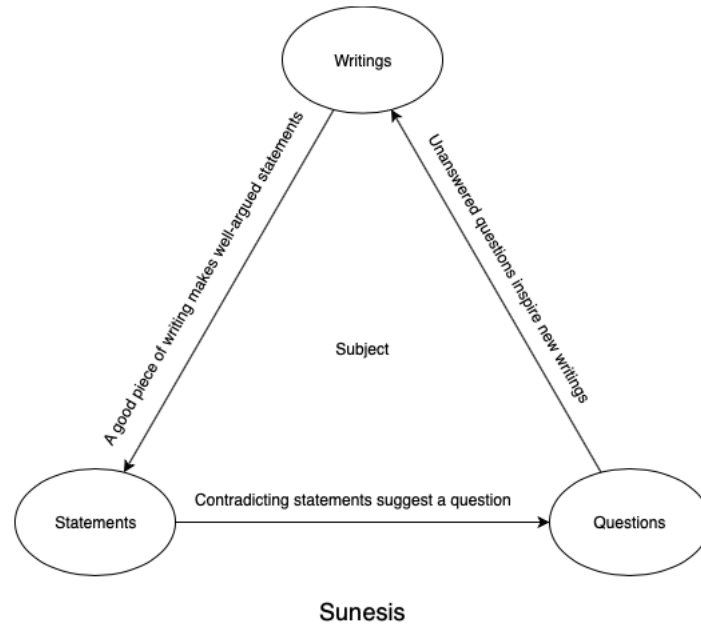 Writings
A good piece of writing makes well-argued statements
Unanswered questions inspire new writings
Subject
Statements
Contradicting statements suggest a question
Questions
Sunesis